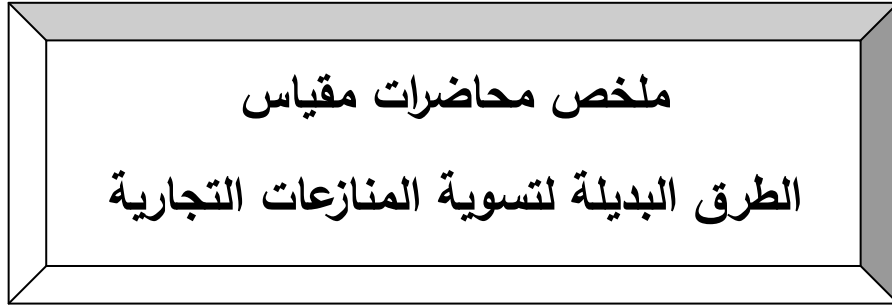 ملخص محاضرات مقياس
الطرق البديلة لتسوية المنازعات التجارية